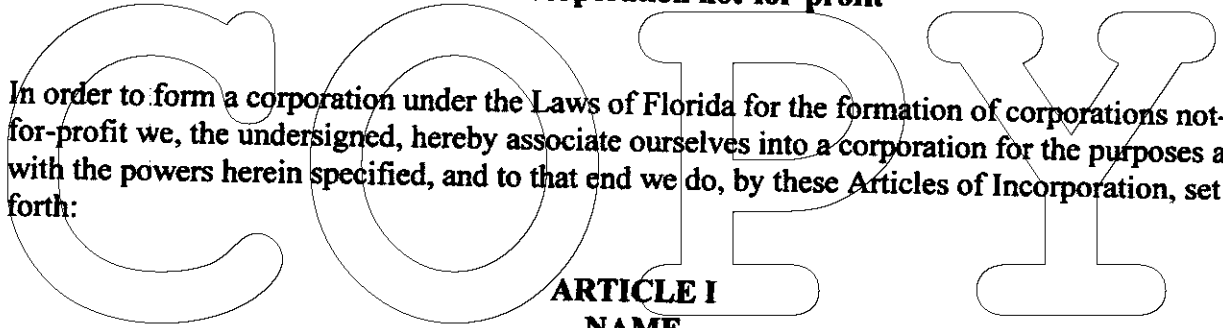 In order to form a corporation under the Laws of Florida for the formation of corporations not-
for-profit we, the undersigned, hereby associate ourselves into a corporation for the purposes a
with the powers herein specified, and to that end we do, by these Articles of Incorporation, set
forth:
COPY
ARTICLE I
NAME